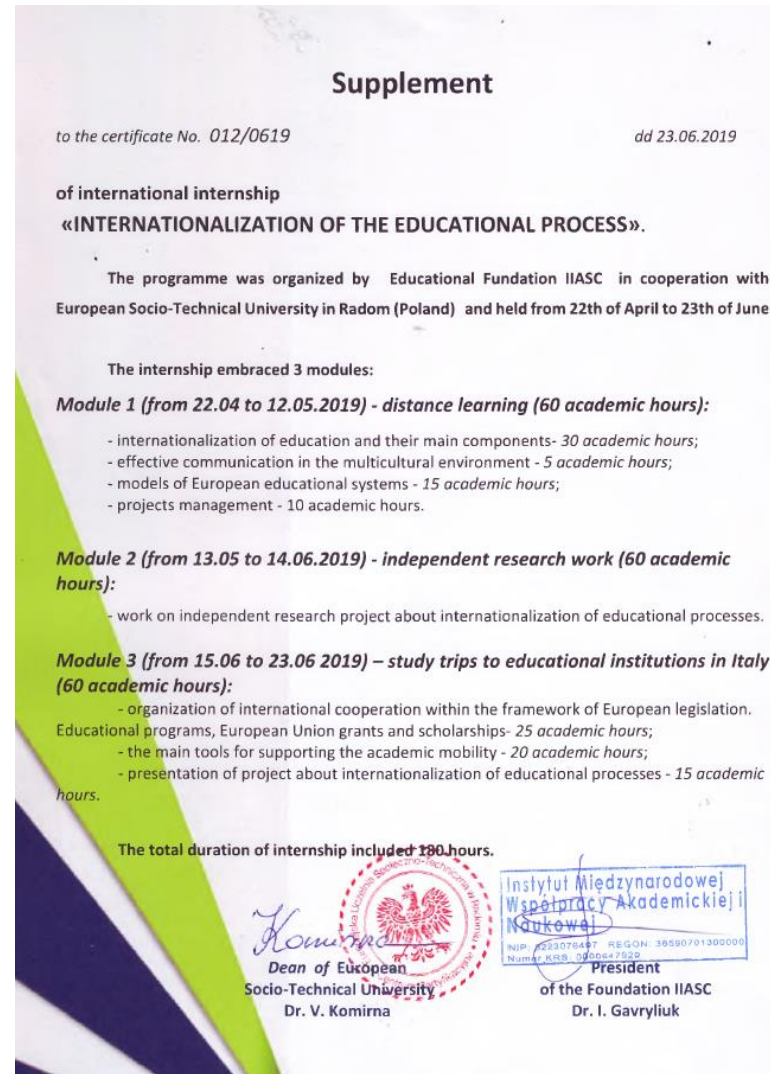 Supplement
to the certificate No. 012/0619 dd 23.06.2019
of international internship
«INTERNATIONALIZATION OF THE EDUCATIONAL PROCESS».
The programme was organized by Educational Fundation IIASC in cooperation with
European Socio-Technical University in Radom (Poland) and held from 22th of April to 23th of June
The internship embraced 3 modules:
Module 1 (from 22.04 to 12.05.2019) - distance learning (60 academic hours):
- internationalization of education and their main components- 30 academic hours;
- effective communication in the multicultural environment - 5 academic hours;
- models of European educational systems - 15 academic hours;
- projects management - 10 academic hours.
Module 2 (from 13.05 to 14.06.2019) - independent research work (60 academic
hours):
- work on independent research project about internationalization of educational processes.
Module 3 (from 15.06 to 23.06 2019) – study trips to educational institutions in Italy
(60 academic hours):
- organization of international cooperation within the framework of European legislation.
Educational programs, European Union grants and scholarships- 25 academic hours;
- the main tools for supporting the academic mobility - 20 academic hours;
- presentation of project about internationalization of educational processes - 15 academic
hours.
The total duration of internship included 180 hours.
Instytut Międzynarodowej
Współpracy Akademickiej i
Naukowej
NIP: REGON:
Numer KRS:
Dean of European
Socio-Technical University
Dr. V. Komirna
President
of the Foundation IIASC
Dr. I. Gavryliuk